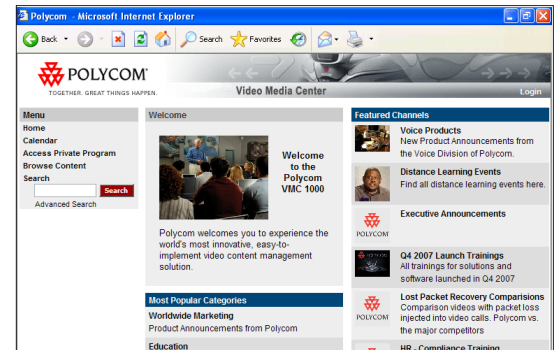 Polycom - Microsoft Internet Explorer
Back
Search
Favorites
POLYCOM
TOGETHER. GREAT THINGS HAPPEN.
Video Media Center
Login
Menu
Home
Calendar
Access Private Program
Browse Content
Search
Search
Advanced Search
Welcome
Welcome
to the
Polycom
VMC 1000
Polycom welcomes you to experience the
world's most innovative, easy-to-
implement video content management
solution.
Most Popular Categories
Worldwide Marketing
Product Announcements from Polycom
Education
Featured Channels
Voice Products
New Product Announcements from
the Voice Division of Polycom.
Distance Learning Events
Find all distance learning events here.
POLYCOM
Executive Announcements
Q4 2007 Launch Trainings
All trainings for solutions and
software launched in Q4 2007
POLYCOM
Lost Packet Recovery Comparisions
Comparison videos with packet loss
injected into video calls. Polycom vs.
the major competitors
HR - Compliance Training